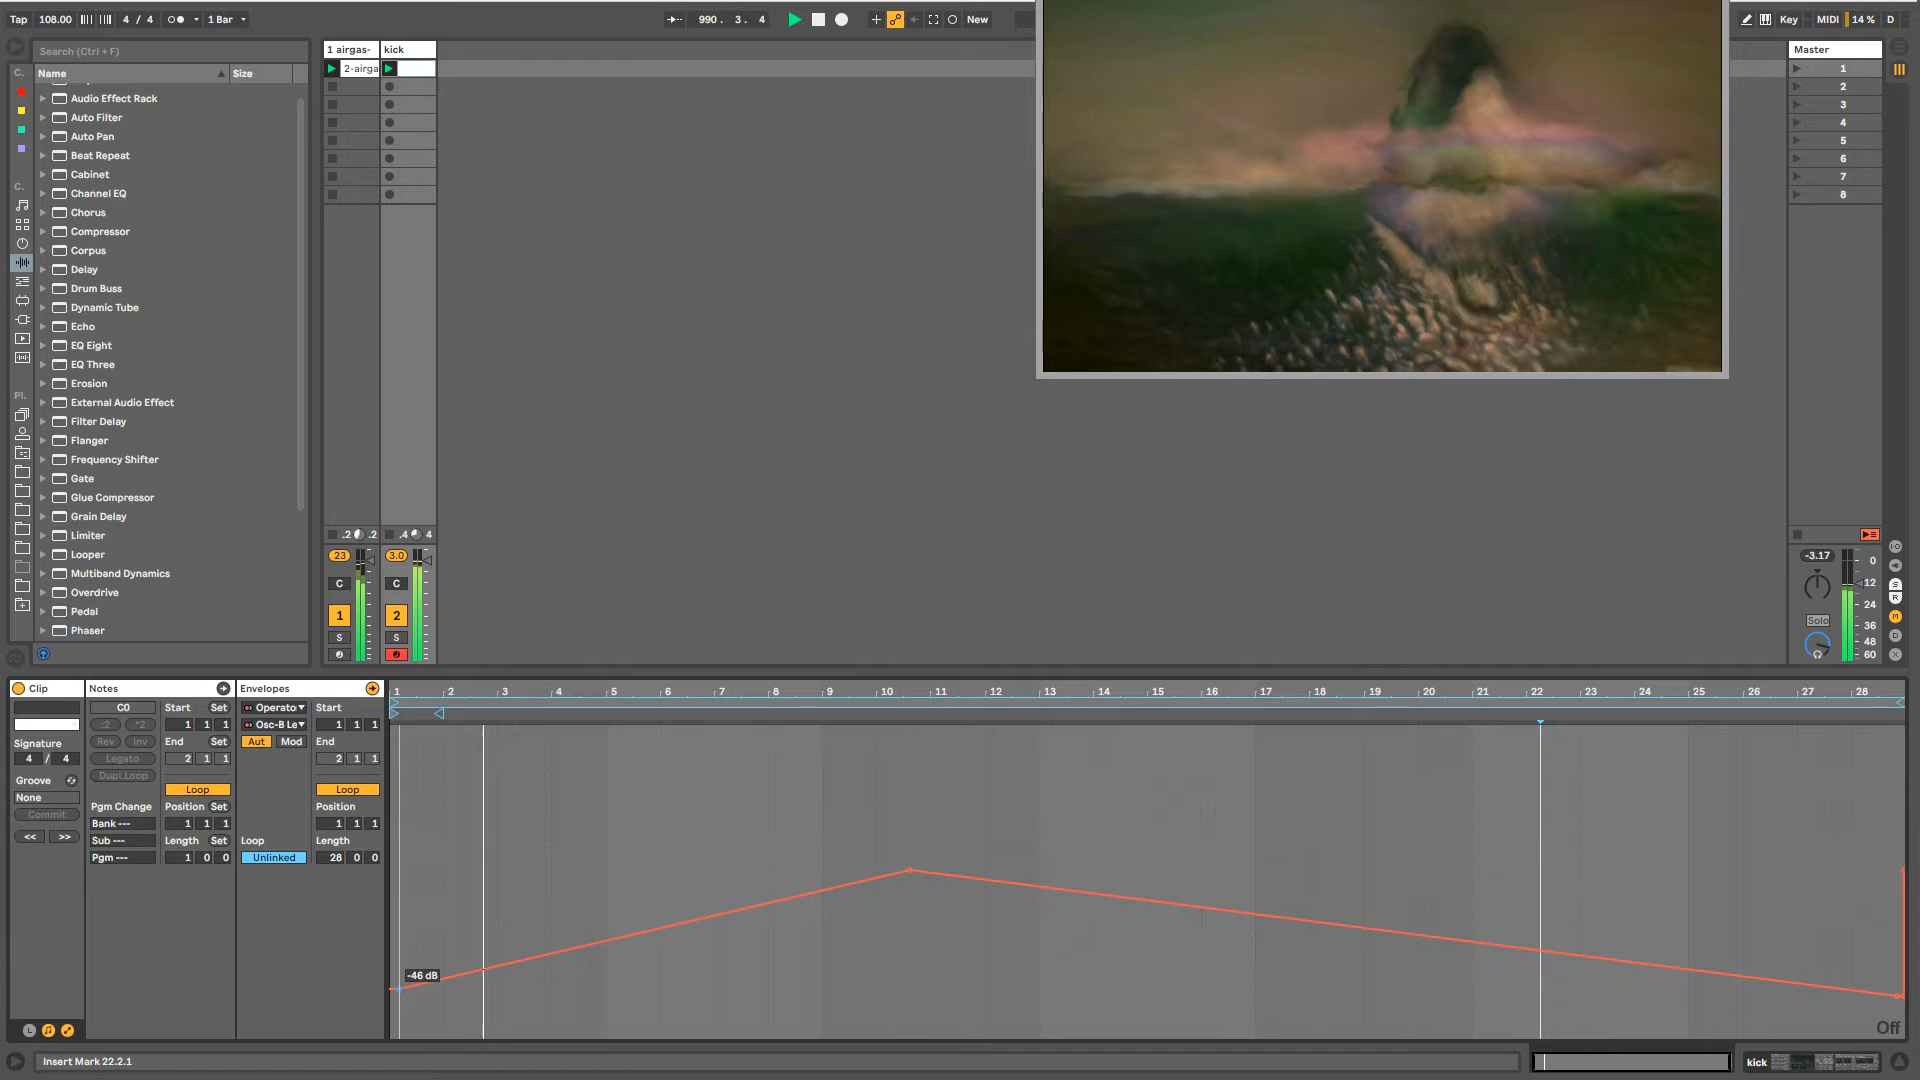 Tap 108.00 4 / 4 1 Bar 990. 3. 4 New Key MIDI 14 % D
Search (Ctrl + F)
1 airgas- kick Master
C. Name Size
2-airga 1
2
3
4
5
6
7
8
Audio Effect Rack
Auto Filter
Auto Pan
Beat Repeat
Cabinet
C.
Channel EQ
Chorus
Compressor
Corpus
Delay
Drum Buss
Dynamic Tube
Echo
EQ Eight
EQ Three
Erosion
Pl.
External Audio Effect
Filter Delay
Flanger
Frequency Shifter
Gate
Glue Compressor
Grain Delay
Limiter
Looper
Multiband Dynamics
Overdrive
Pedal
Phaser
.2 .2 .4 4
23 3.0 -3.17 0
C C 12
1 2 24
Solo 36
S S 48
60
S
R
M
D
X
Clip Notes Envelopes 1 2 3 4 5 6 7 8 9 10 11 12 13 14 15 16 17 18 19 20 21 22 23 24 25 26 27 28
C0 Start Set Operato Start
:2 *2 1 1 1 Osc-B Le 1 1 1
Signature Rev Inv End Set Aut Mod End
4 / 4 Legato 2 1 1 2 1 1
Groove Dupl.Loop
None Loop Loop
Commit Pgm Change Position Set Position
Bank --- 1 1 1 1 1 1
<< >> Sub --- Length Set Loop Length
Pgm --- 1 0 0 Unlinked 28 0 0
-46 dB
L Off
Insert Mark 22.2.1 kick